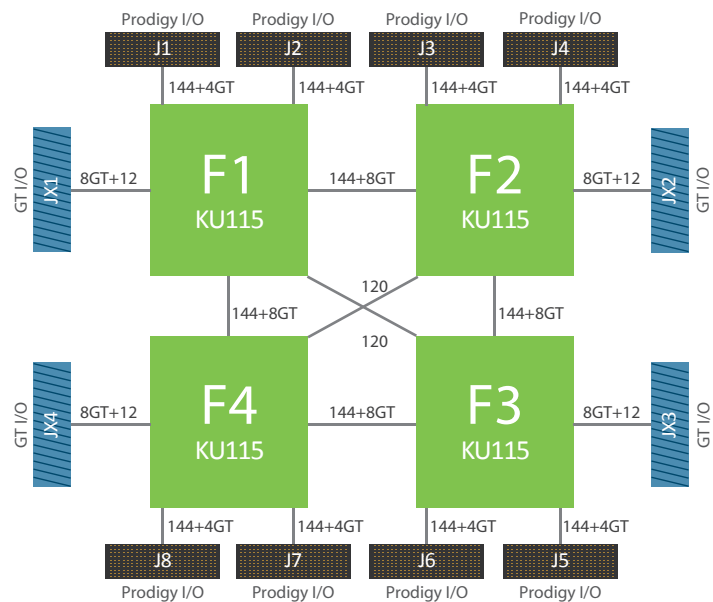 Prodigy I/O
Prodigy I/O
Prodigy I/O
Prodigy I/O
J1
J2
J3
J4
144+4GT
144+4GT
144+4GT
144+4GT
GT I/O
JX1
8GT+12
F1
KU115
144+8GT
F2
KU115
8GT+12
JX2
GT I/O
144+8GT
120
120
144+8GT
GT I/O
JX4
8GT+12
F4
KU115
144+8GT
F3
KU115
8GT+12
JX3
GT I/O
144+4GT
144+4GT
144+4GT
144+4GT
J8
J7
J6
J5
Prodigy I/O
Prodigy I/O
Prodigy I/O
Prodigy I/O